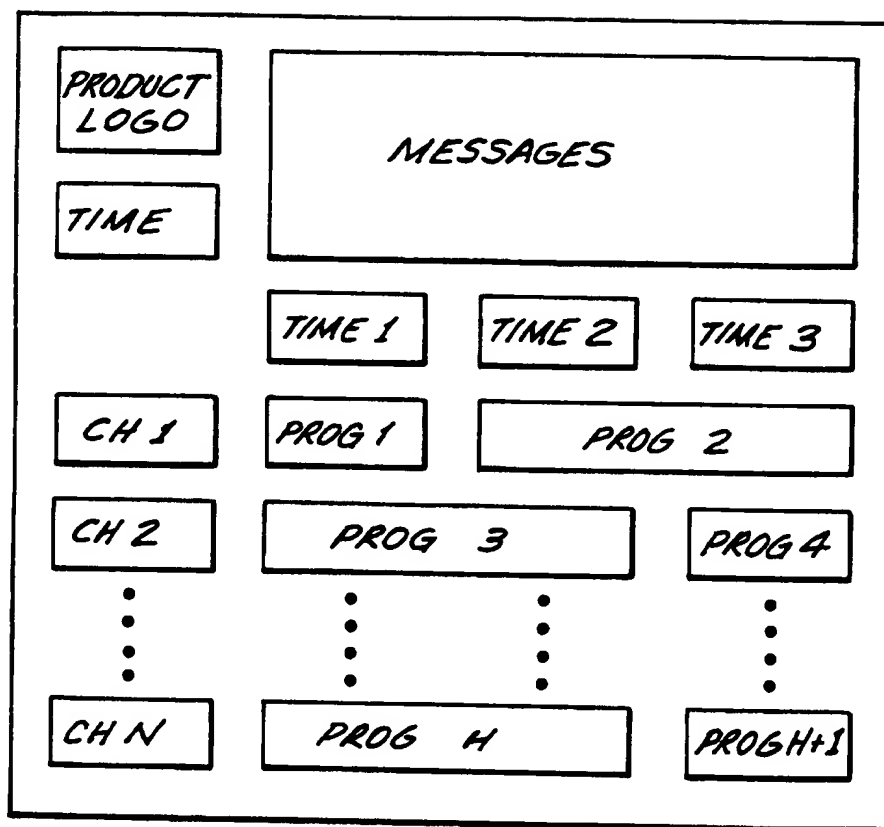 PRODUCT
LOGO
MESSAGES
TIME
TIME 1
TIME 2
TIME 3
CH 1
PROG 1
PROG 2
CH 2
PROG 3
PROG 4
CH N
PROG H
PROG H+1